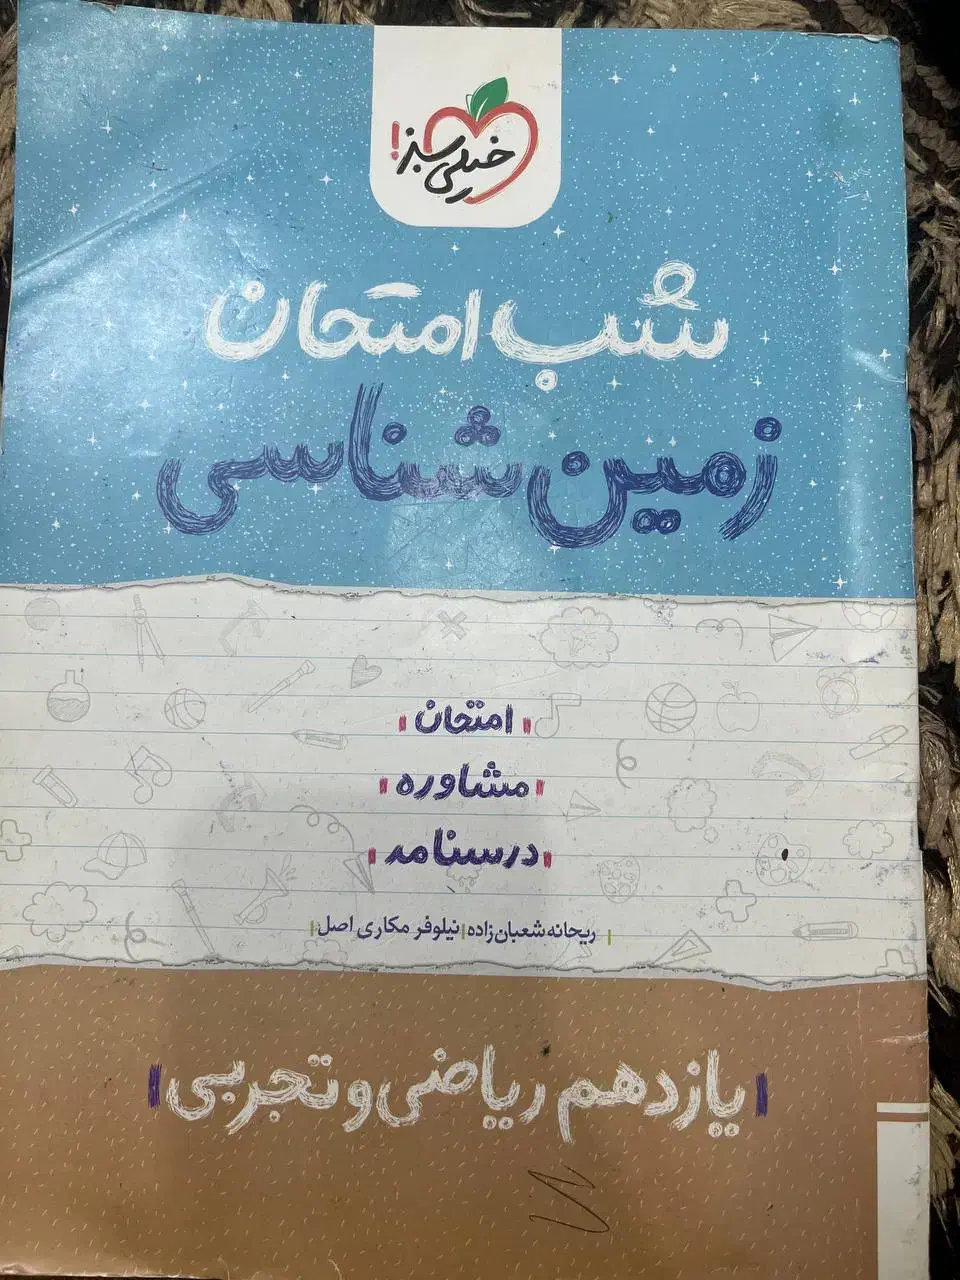 خیلی سبز!
شب امتحان
زمین‌شناسی
امتحان
مشاوره
درسنامه
ریحانه شعبان‌زاده | نیلوفر مکاری اصل
یازدهم ریاضی و تجربی